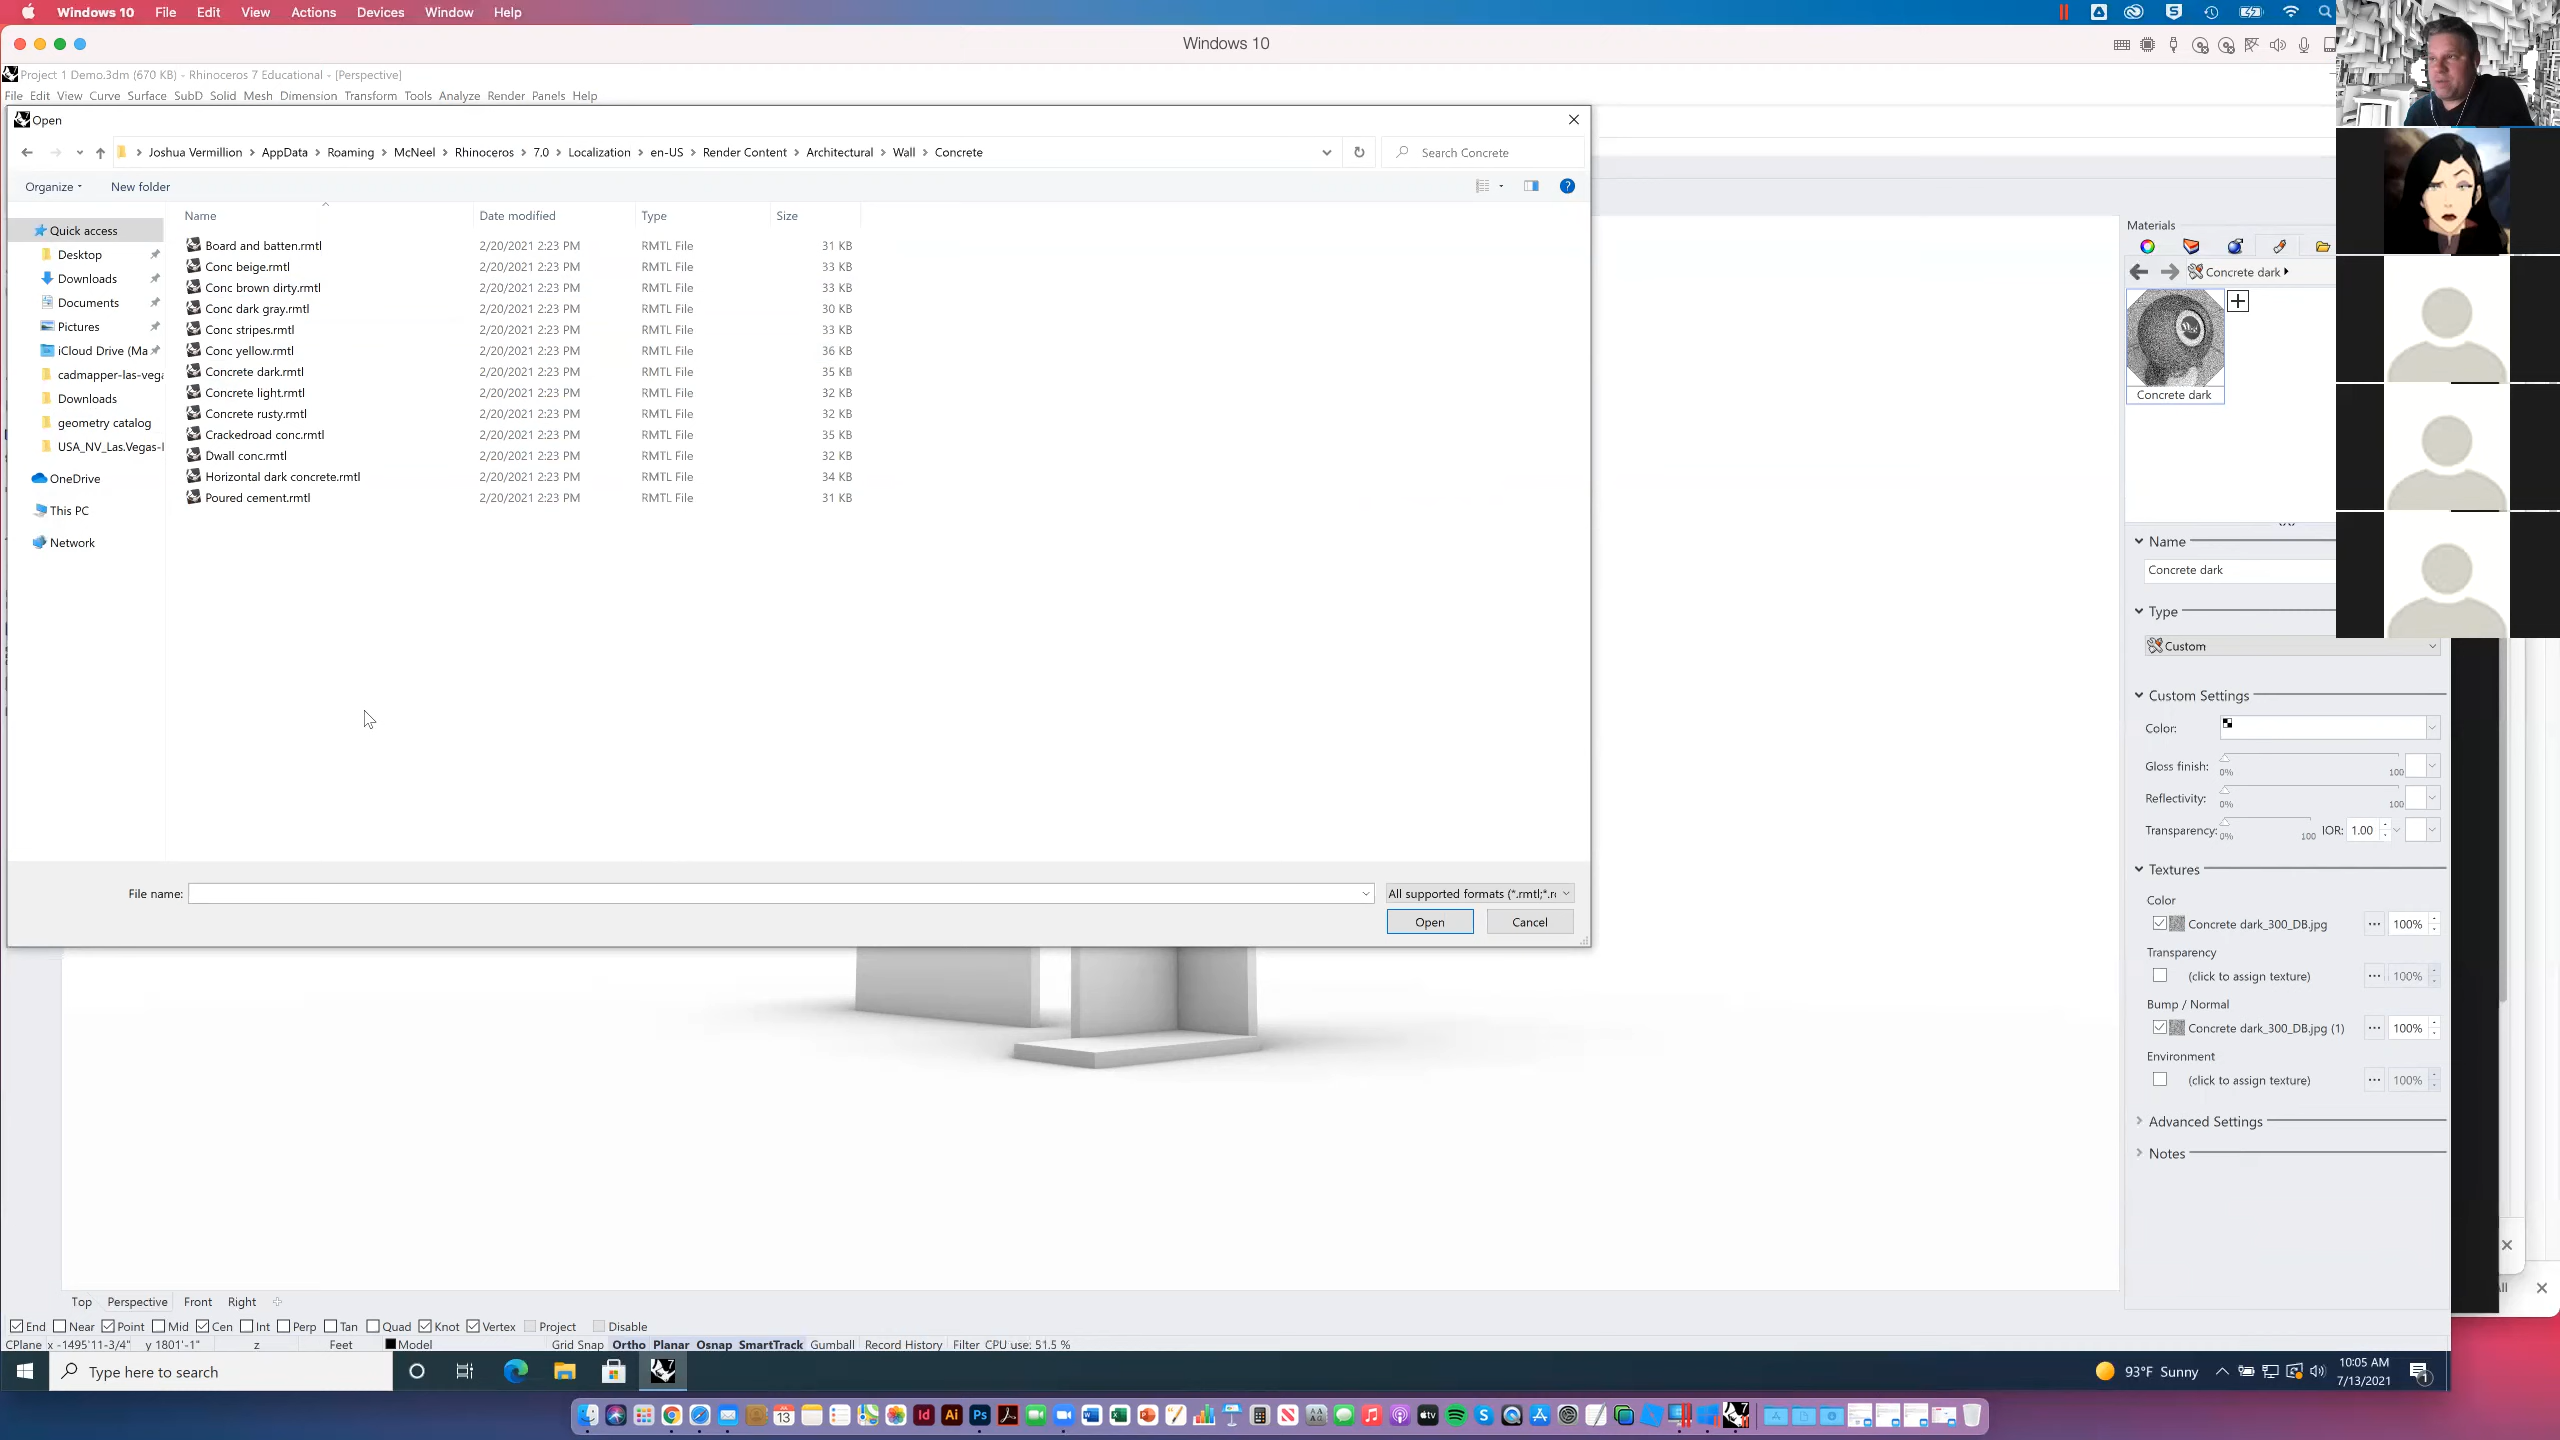 Windows 10 File Edit View Actions Devices Window Help
Windows 10
Project 1 Demo.3dm (670 KB) - Rhinoceros 7 Educational - [Perspective]
File Edit View Curve Surface SubD Solid Mesh Dimension Transform Tools Analyze Render Panels Help
Open
Joshua Vermillion > AppData > Roaming > McNeel > Rhinoceros > 7.0 > Localization > en-US > Render Content > Architectural > Wall > Concrete
Search Concrete
Organize New folder
Name Date modified Type Size
Quick access
Desktop
Downloads
Documents
Pictures
iCloud Drive (Ma
cadmapper-las-vega
Downloads
geometry catalog
USA_NV_Las.Vegas-I
OneDrive
This PC
Network
Board and batten.rmtl 2/20/2021 2:23 PM RMTL File 31 KB
Conc beige.rmtl 2/20/2021 2:23 PM RMTL File 33 KB
Conc brown dirty.rmtl 2/20/2021 2:23 PM RMTL File 33 KB
Conc dark gray.rmtl 2/20/2021 2:23 PM RMTL File 30 KB
Conc stripes.rmtl 2/20/2021 2:23 PM RMTL File 33 KB
Conc yellow.rmtl 2/20/2021 2:23 PM RMTL File 36 KB
Concrete dark.rmtl 2/20/2021 2:23 PM RMTL File 35 KB
Concrete light.rmtl 2/20/2021 2:23 PM RMTL File 32 KB
Concrete rusty.rmtl 2/20/2021 2:23 PM RMTL File 32 KB
Crackedroad conc.rmtl 2/20/2021 2:23 PM RMTL File 35 KB
Dwall conc.rmtl 2/20/2021 2:23 PM RMTL File 32 KB
Horizontal dark concrete.rmtl 2/20/2021 2:23 PM RMTL File 34 KB
Poured cement.rmtl 2/20/2021 2:23 PM RMTL File 31 KB
File name:
All supported formats (*.rmtl;*.r
Open Cancel
Materials
Concrete dark
Concrete dark
Name
Concrete dark
Type
Custom
Custom Settings
Color:
Gloss finish: 0% 100
Reflectivity: 0% 100
Transparency: 0% 100 IOR: 1.00
Textures
Color
Concrete dark_300_DB.jpg ... 100%
Transparency
(click to assign texture) ... 100%
Bump / Normal
Concrete dark_300_DB.jpg (1) ... 100%
Environment
(click to assign texture) ... 100%
Advanced Settings
Notes
Top Perspective Front Right
End Near Point Mid Cen Int Perp Tan Quad Knot Vertex Project Disable
CPlane x -1495'11-3/4" y 1801'-1" z Feet Model Grid Snap Ortho Planar Osnap SmartTrack Gumball Record History Filter CPU use: 51.5 %
Type here to search
93°F Sunny
10:05 AM
7/13/2021